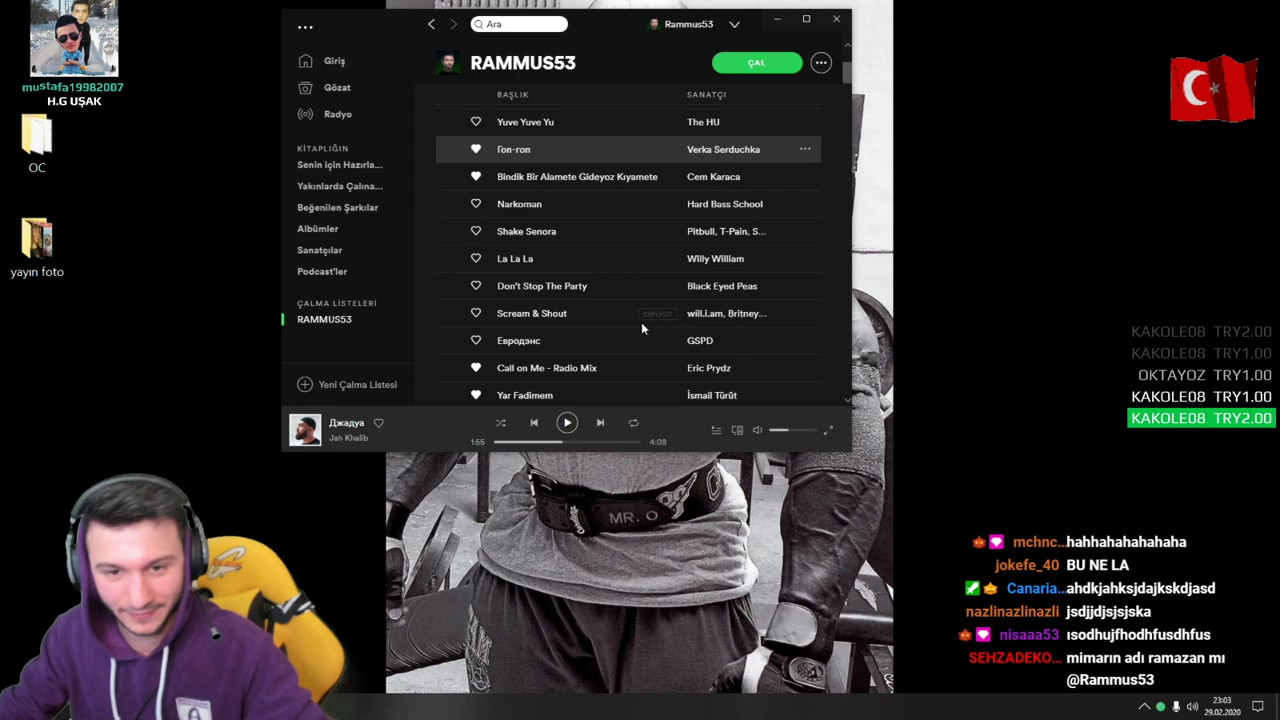 mustafa19982007
H.G UŞAK
OC
yayın foto
Ara
Rammus53
Giriş
Gözat
Radyo
KİTAPLIĞIN
Senin için Hazırla...
Yakınlarda Çalına...
Beğenilen Şarkılar
Albümler
Sanatçılar
Podcast'ler
ÇALMA LİSTELERİ
RAMMUS53
Yeni Çalma Listesi
RAMMUS53
ÇAL
BAŞLIK SANATÇI
Yuve Yuve Yu The HU
Гоп-гоп Verka Serduchka
Bindik Bir Alamete Gideyoz Kıyamete Cem Karaca
Narkoman Hard Bass School
Shake Senora Pitbull, T-Pain, S...
La La La Willy William
Don't Stop The Party Black Eyed Peas
Scream & Shout EXPLICIT will.i.am, Britney...
Евродэнс GSPD
Call on Me - Radio Mix Eric Prydz
Yar Fadimem İsmail Türüt
Джадуа
Jah Khalib
1:55 4:08
MR. O
KAKOLE08 TRY2.00
KAKOLE08 TRY1.00
OKTAYOZ TRY1.00
KAKOLE08 TRY1.00
KAKOLE08 TRY2.00
mchnc... hahhahahahahaha
jokefe_40 BU NE LA
Canaria... ahdkjahksjdajkskdjasd
nazlinazlinazli jsdjjdjsjsjska
nisaaa53 ısodhujfhodhfusdhfus
SEHZADEKO... mimarın adı ramazan mı
@Rammus53
23:03
29.02.2020